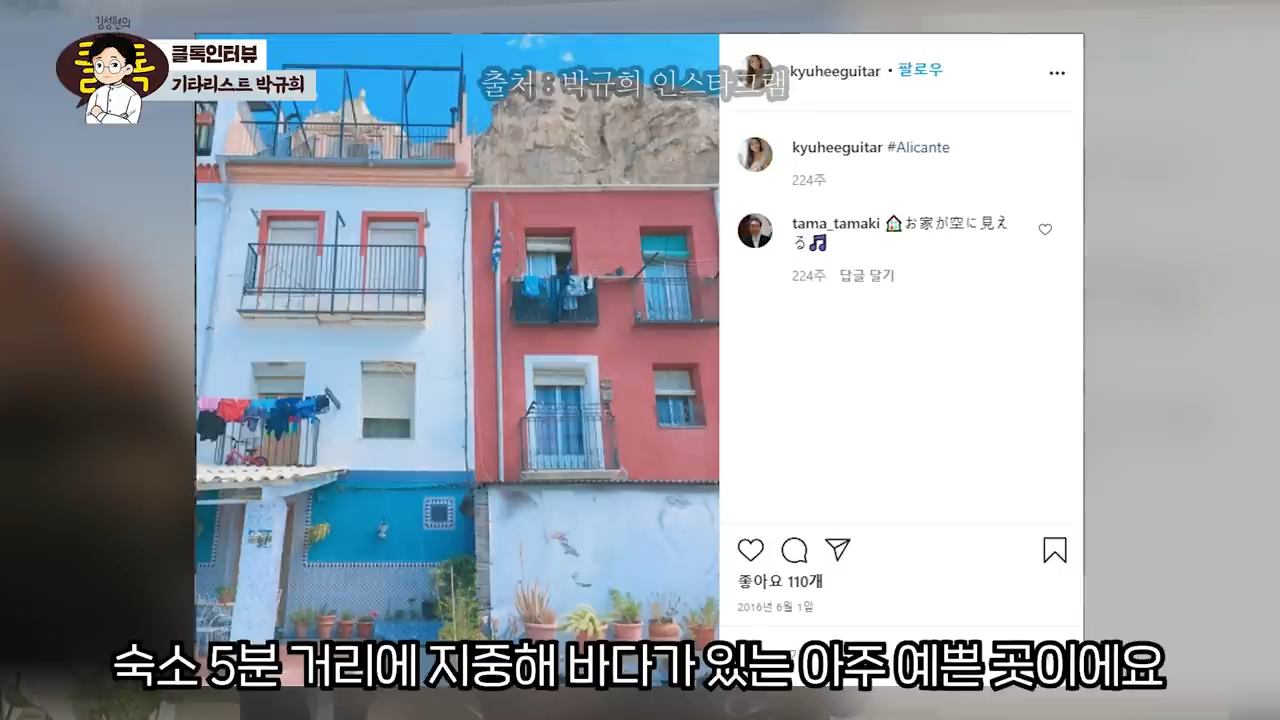 김성현의
클톡
클톡인터뷰
기타리스트 박규희
출처 : 박규희 인스타그램
kyuheeguitar • 팔로우
kyuheeguitar #Alicante
224주
tama_tamaki 🏠お家が空に見え
る🎵
224주 답글 달기
좋아요 110개
2016년 6월 1일
숙소 5분 거리에 지중해 바다가 있는 아주 예쁜 곳이에요